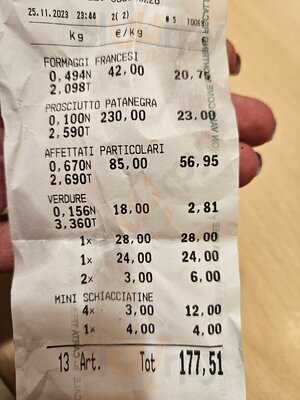 25.11.2023 23:44 2( 2) #5
kg €/kg
FORMAGGI FRANCESI
0,494N 42,00 20,76
2,098T
PROSCIUTTO PATANEGRA
0,100N 230,00 23,00
2,590T
AFFETTATI PARTICOLARI
0,670N 85,00 56,95
2,690T
VERDURE
0,156N 18,00 2,81
3,360T
1x 28,00 28,00
1x 24,00 24,00
2x 3,00 6,00
MINI SCHIACCIATINE
4x 3,00 12,00
1x 4,00 4,00
13 Art. Tot 177,51